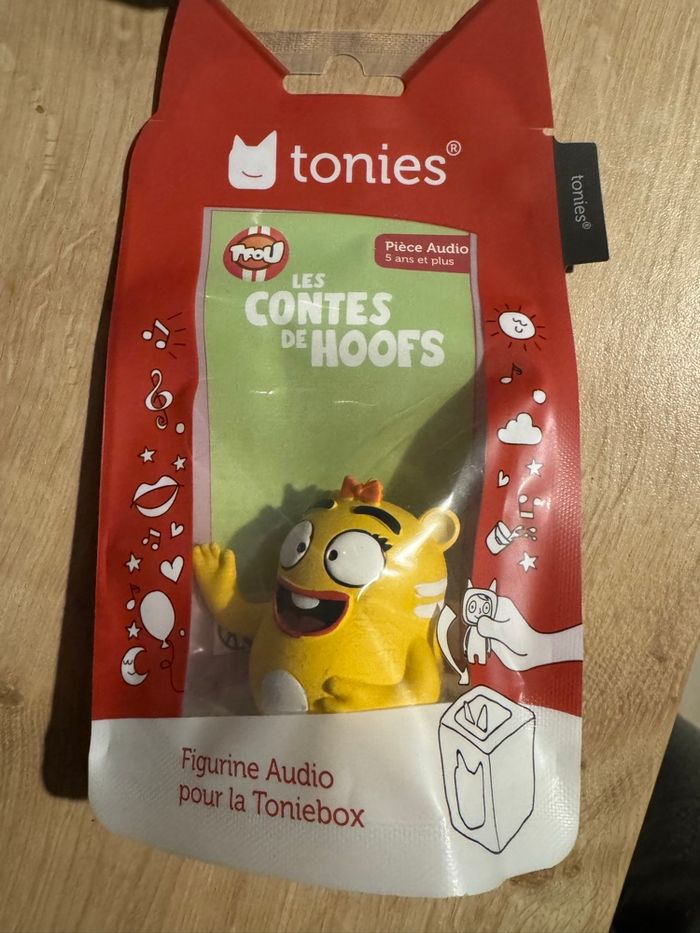 tonies®
tonies®
TFOU
Pièce Audio
5 ans et plus
LES
CONTES
DE HOOFS
Figurine Audio
pour la Toniebox